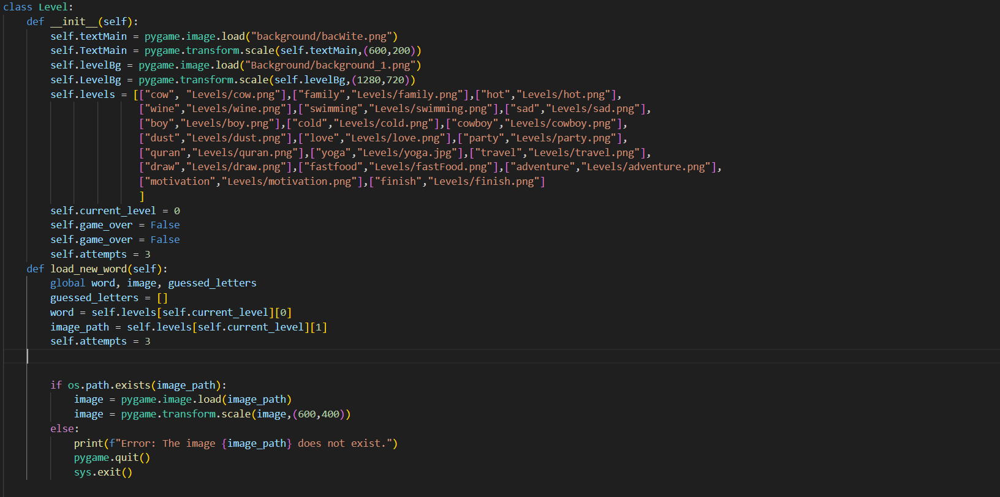 class Level:
    def __init__(self):
        self.textMain = pygame.image.load("background/bacWite.png")
        self.TextMain = pygame.transform.scale(self.textMain,(600,200))
        self.levelBg = pygame.image.load("Background/background_1.png")
        self.LevelBg = pygame.transform.scale(self.levelBg,(1280,720))
        self.levels = [["cow", "Levels/cow.png"],["family","Levels/family.png"],["hot","Levels/hot.png"],
                       ["wine","Levels/wine.png"],["swimming","Levels/swimming.png"],["sad","Levels/sad.png"],
                       ["boy","Levels/boy.png"],["cold","Levels/cold.png"],["cowboy","Levels/cowboy.png"],
                       ["dust","Levels/dust.png"],["love","Levels/love.png"],["party","Levels/party.png"],
                       ["quran","Levels/quran.png"],["yoga","Levels/yoga.jpg"],["travel","Levels/travel.png"],
                       ["draw","Levels/draw.png"],["fastfood","Levels/fastFood.png"],["adventure","Levels/adventure.png"],
                       ["motivation","Levels/motivation.png"],["finish","Levels/finish.png"]
                       ]
        self.current_level = 0
        self.game_over = False
        self.game_over = False
        self.attempts = 3
    def load_new_word(self):
        global word, image, guessed_letters
        guessed_letters = []
        word = self.levels[self.current_level][0]
        image_path = self.levels[self.current_level][1]
        self.attempts = 3
        if os.path.exists(image_path):
            image = pygame.image.load(image_path)
            image = pygame.transform.scale(image,(600,400))
        else:
            print(f"Error: The image {image_path} does not exist.")
            pygame.quit()
            sys.exit()